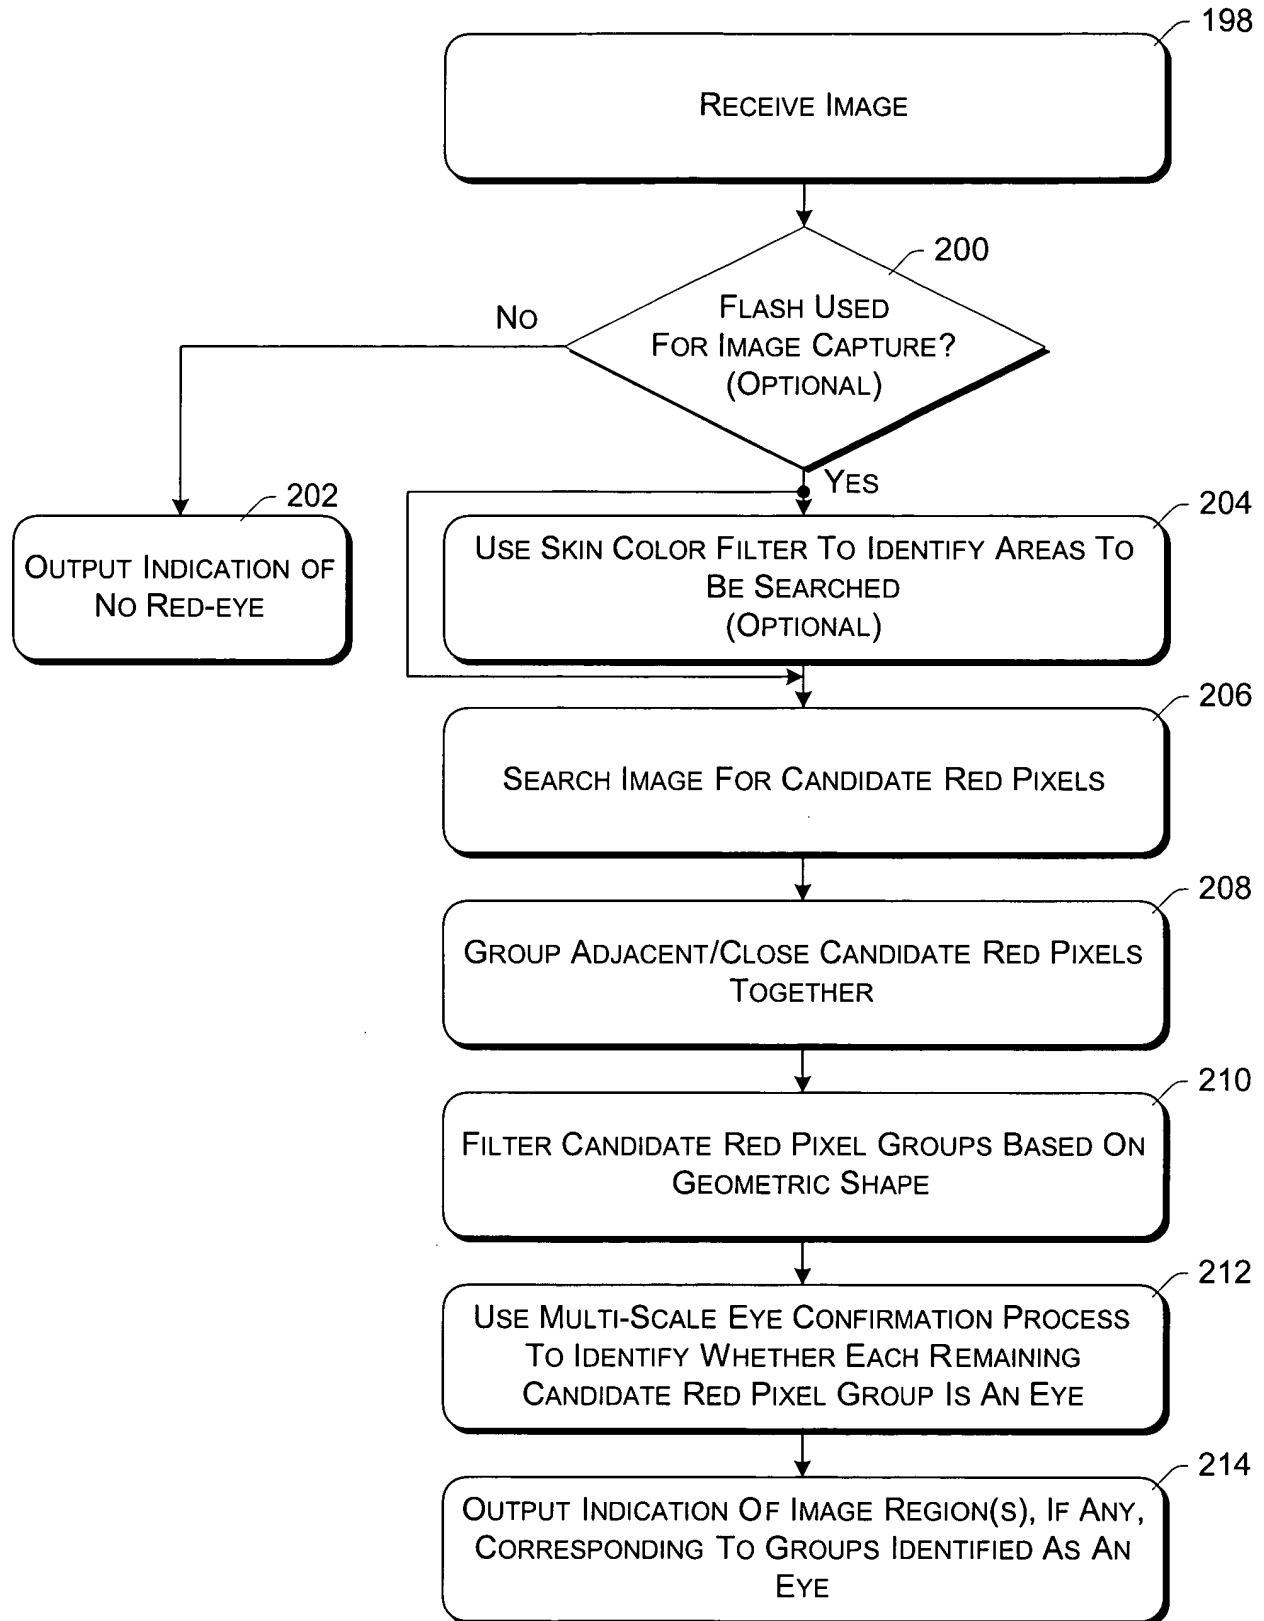 198
RECEIVE IMAGE
200
FLASH USED
FOR IMAGE CAPTURE?
(OPTIONAL)
NO
YES
202
OUTPUT INDICATION OF
NO RED-EYE
204
USE SKIN COLOR FILTER TO IDENTIFY AREAS TO
BE SEARCHED
(OPTIONAL)
206
SEARCH IMAGE FOR CANDIDATE RED PIXELS
208
GROUP ADJACENT/CLOSE CANDIDATE RED PIXELS
TOGETHER
210
FILTER CANDIDATE RED PIXEL GROUPS BASED ON
GEOMETRIC SHAPE
212
USE MULTI-SCALE EYE CONFIRMATION PROCESS
TO IDENTIFY WHETHER EACH REMAINING
CANDIDATE RED PIXEL GROUP IS AN EYE
214
OUTPUT INDICATION OF IMAGE REGION(S), IF ANY,
CORRESPONDING TO GROUPS IDENTIFIED AS AN
EYE